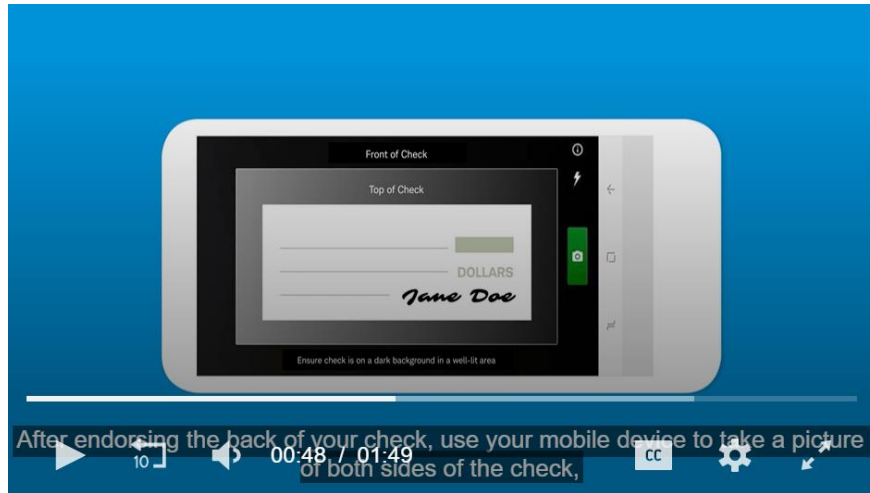 Front of Check
Top of Check
DOLLARS
Jane Doe
Ensure check is on a dark background in a well-lit area
After endorsing the back of your check, use your mobile device to take a picture
of both sides of the check,
10
00:48 / 01:49
CC